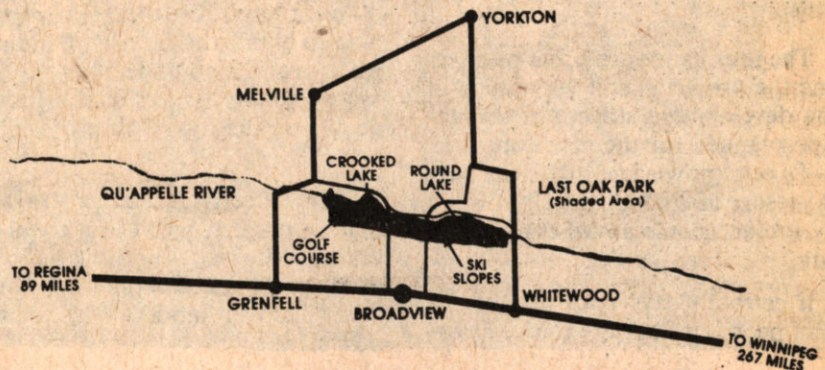 YORKTON
MELVILLE
CROOKED
LAKE
ROUND
LAKE
QU'APPELLE RIVER
LAST OAK PARK
(Shaded Area)
GOLF
COURSE
SKI
SLOPES
TO REGINA
89 MILES
GRENFELL
BROADVIEW
WHITEWOOD
TO WINNIPEG
267 MILES